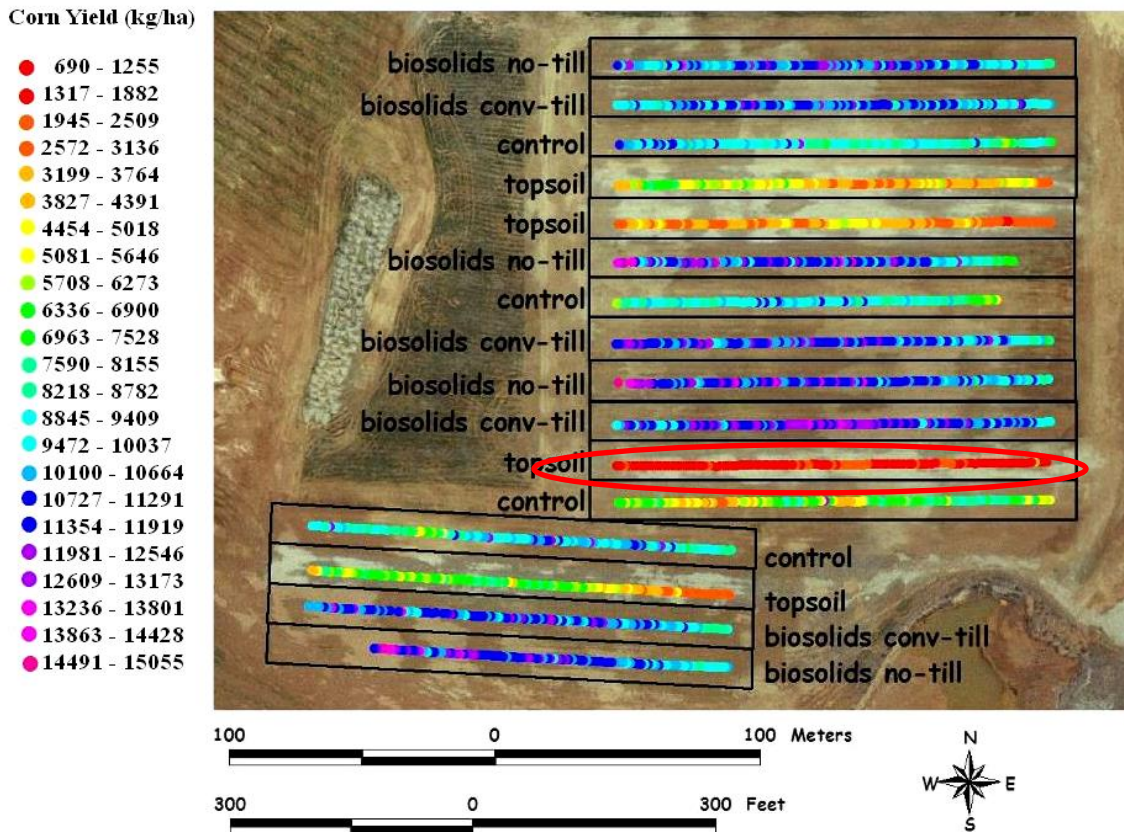 Corn Yield (kg/ha)
690 - 1255
1317 - 1882
1945 - 2509
2572 - 3136
3199 - 3764
3827 - 4391
4454 - 5018
5081 - 5646
5708 - 6273
6336 - 6900
6963 - 7528
7590 - 8155
8218 - 8782
8845 - 9409
9472 - 10037
10100 - 10664
10727 - 11291
11354 - 11919
11981 - 12546
12609 - 13173
13236 - 13801
13863 - 14428
14491 - 15055
biosolids no-till
biosolids conv-till
control
topsoil
topsoil
biosolids no-till
control
biosolids conv-till
biosolids no-till
biosolids conv-till
topsoil
control
control
topsoil
biosolids conv-till
biosolids no-till
100 0 100 Meters
300 0 300 Feet
N
W E
S